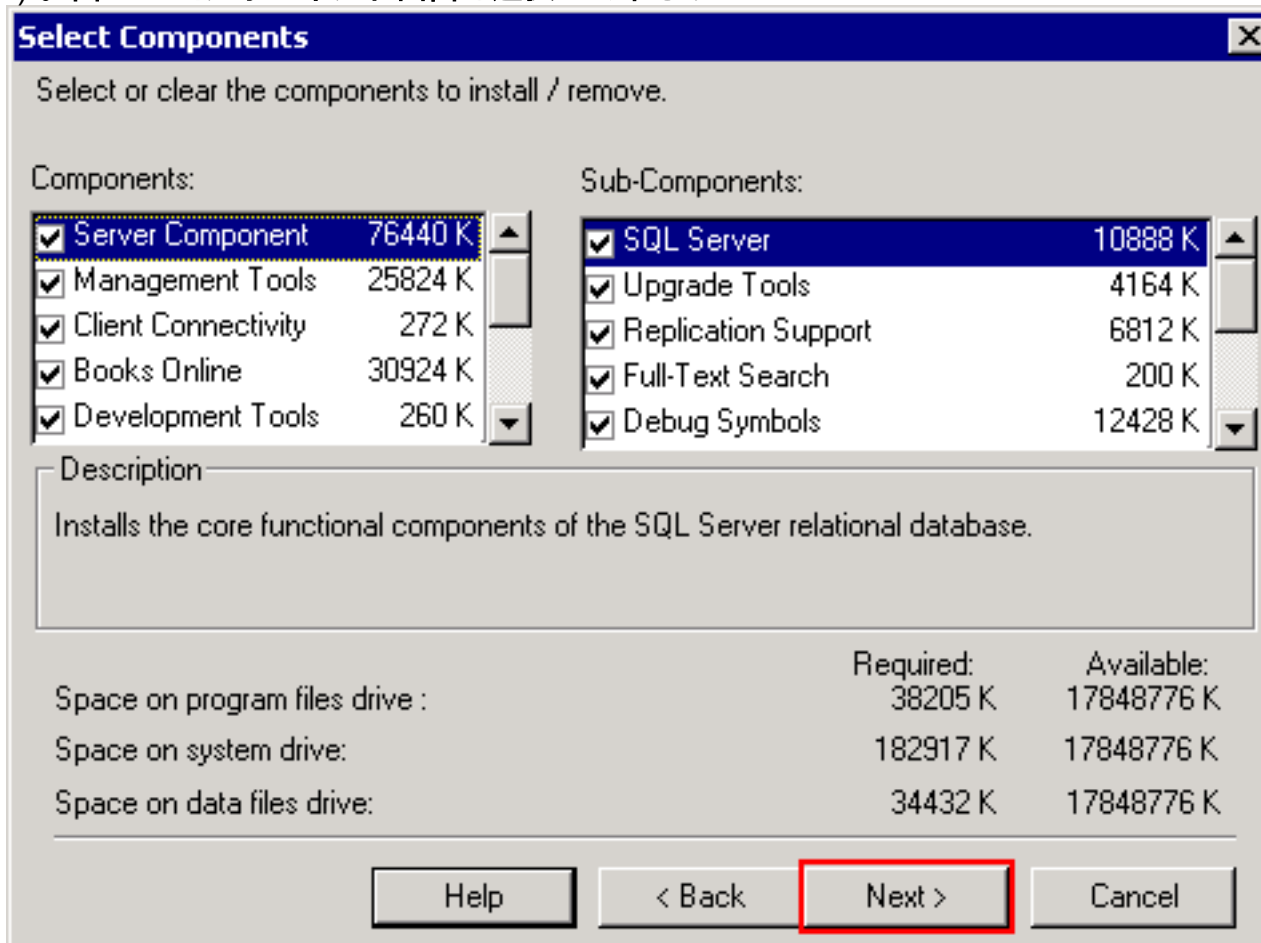 Select Components
Select or clear the components to install / remove.
Components:
Sub-Components:
Server Component 76440 K
Management Tools 25824 K
Client Connectivity 272 K
Books Online 30924 K
Development Tools 260 K
SQL Server 10888 K
Upgrade Tools 4164 K
Replication Support 6812 K
Full-Text Search 200 K
Debug Symbols 12428 K
Description
Installs the core functional components of the SQL Server relational database.
Required: Available:
Space on program files drive : 38205 K 17848776 K
Space on system drive: 182917 K 17848776 K
Space on data files drive: 34432 K 17848776 K
Help < Back Next > Cancel